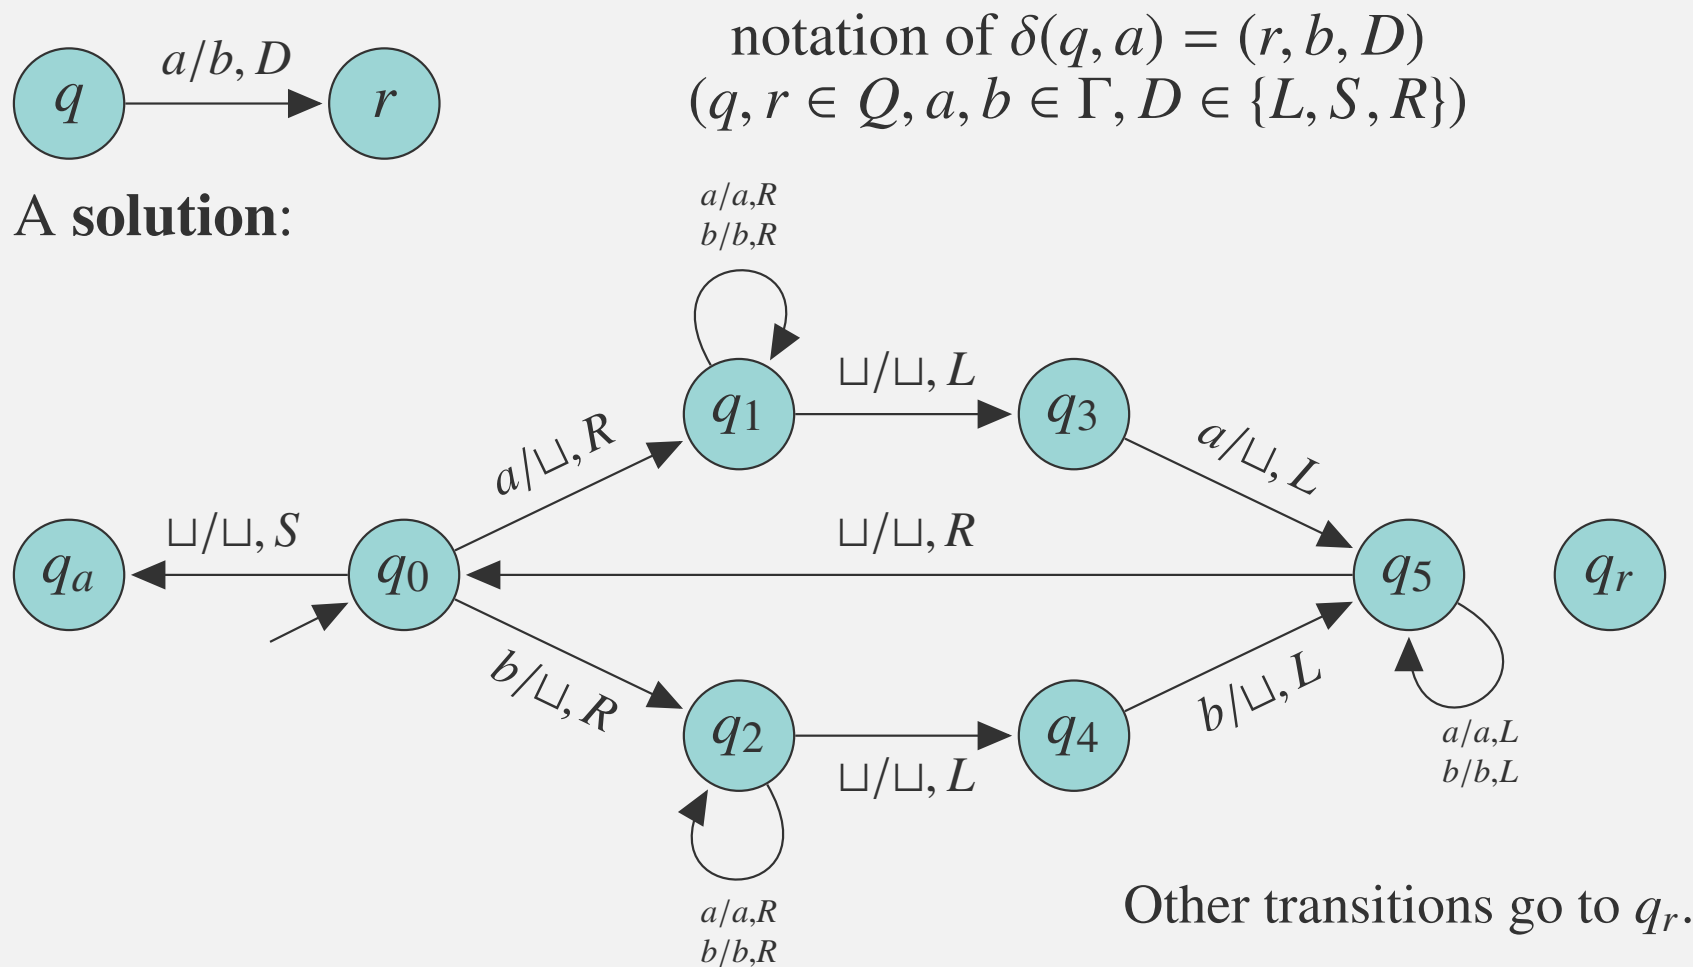 a/b, D
q
r
notation of δ(q, a) = (r, b, D)
(q, r ∈ Q, a, b ∈ Γ, D ∈ {L, S, R})
A solution:
a/a,R
b/b,R
q1
⊔/⊔, L
q3
a/⊔, R
a/⊔, L
qa
⊔/⊔, S
q0
⊔/⊔, R
q5
qr
b/⊔, R
q2
⊔/⊔, L
q4
b/⊔, L
a/a,L
b/b,L
a/a,R
b/b,R
Other transitions go to qr.